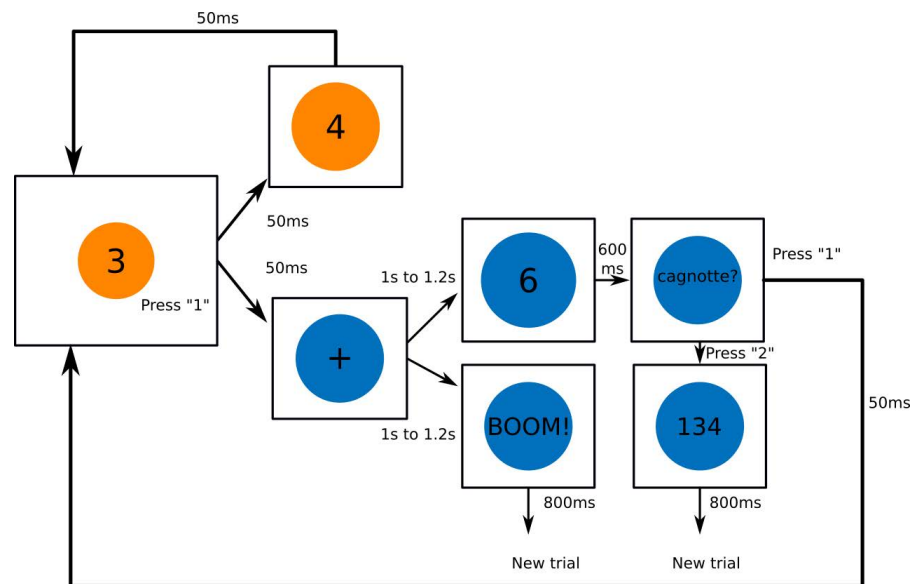 50ms
4
50ms
3
Press "1"
50ms
1s to 1.2s
6
600
ms
cagnotte?
Press "1"
+
Press "2"
50ms
1s to 1.2s
BOOM!
134
800ms
800ms
New trial
New trial